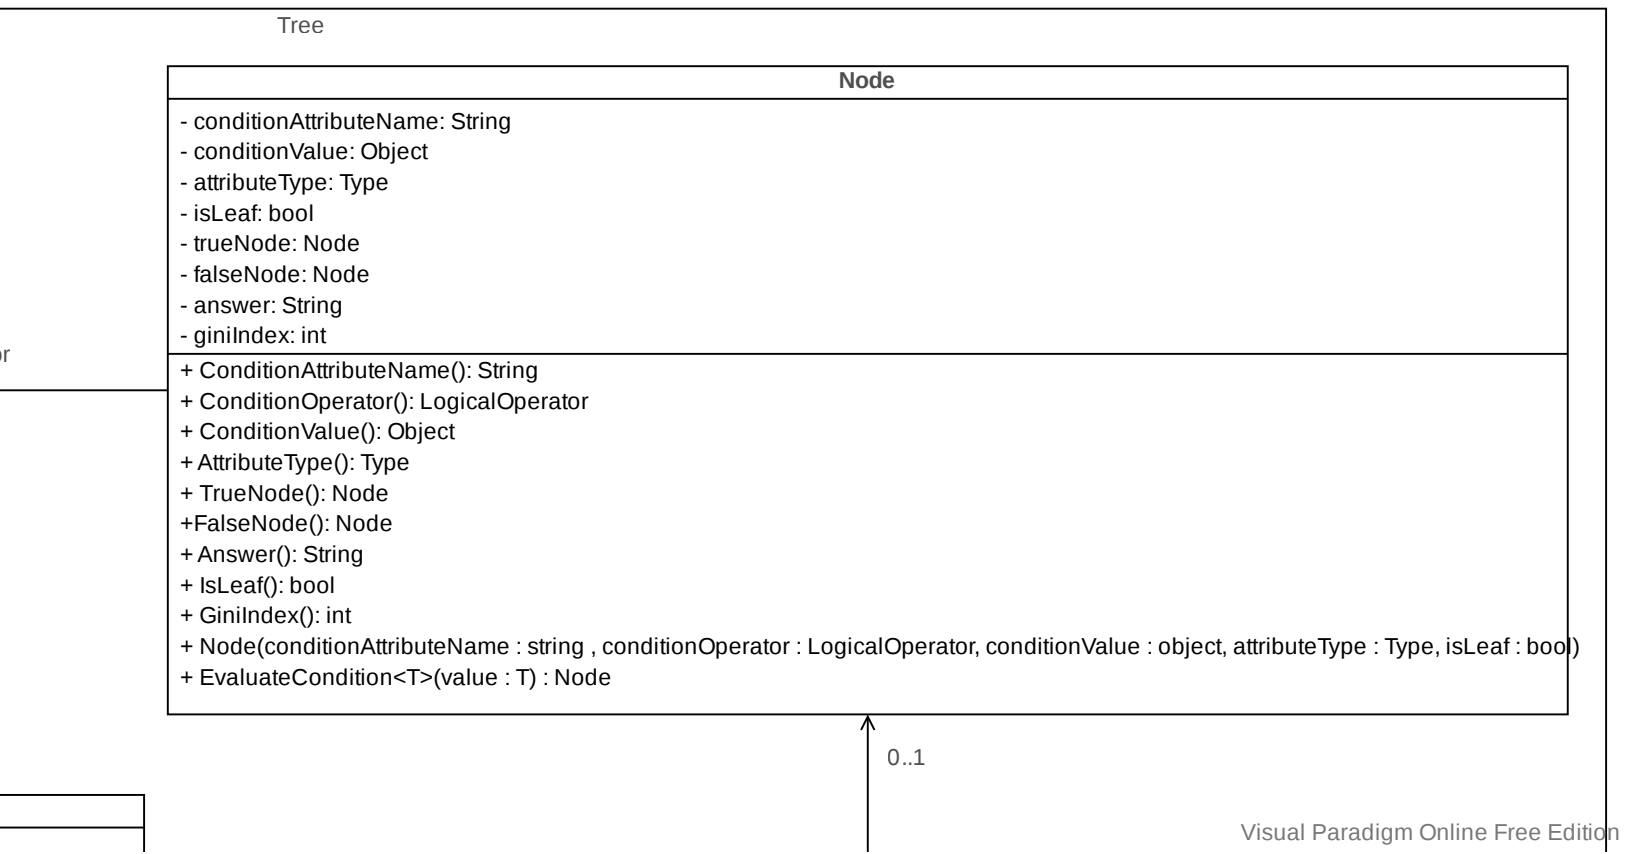 Tree
Node
- conditionAttributeName: String
- conditionValue: Object
- attributeType: Type
- isLeaf: bool
- trueNode: Node
- falseNode: Node
- answer: String
- giniIndex: int
+ ConditionAttributeName(): String
+ ConditionOperator(): LogicalOperator
+ ConditionValue(): Object
+ AttributeType(): Type
+ TrueNode(): Node
+FalseNode(): Node
+ Answer(): String
+ IsLeaf(): bool
+ GiniIndex(): int
+ Node(conditionAttributeName : string , conditionOperator : LogicalOperator, conditionValue : object, attributeType : Type, isLeaf : bool)
+ EvaluateCondition<T>(value : T) : Node
0..1
Visual Paradigm Online Free Edition